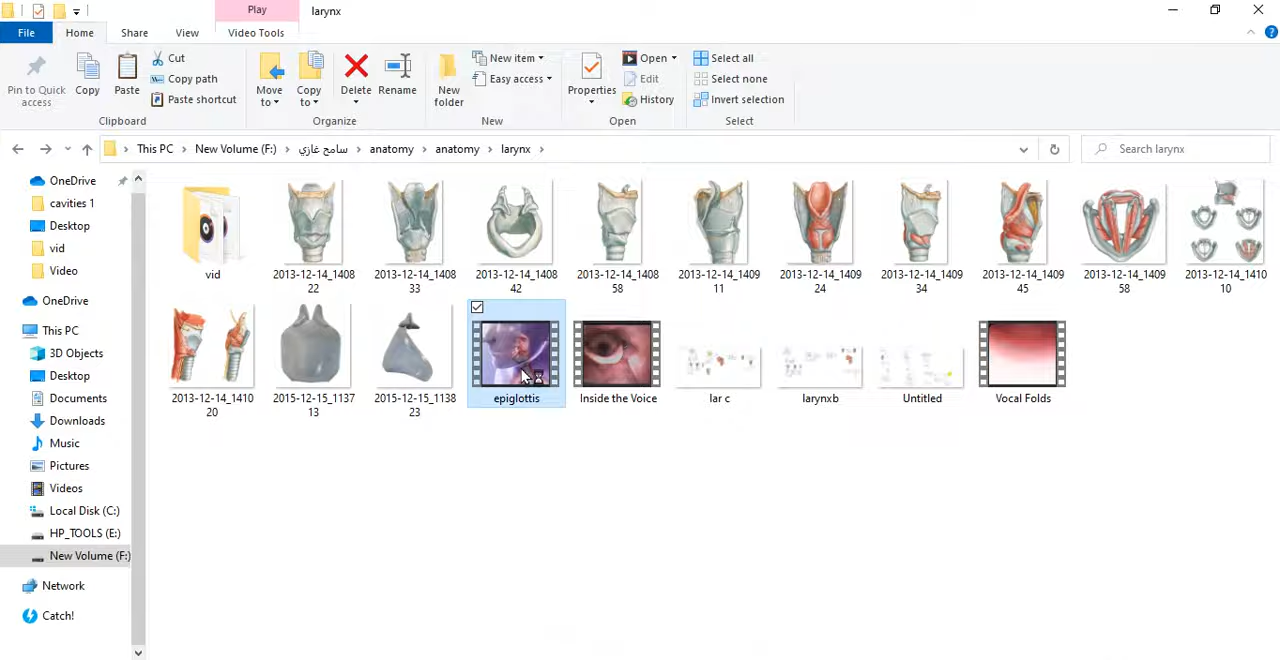 Play
larynx
File
Home
Share
View
Video Tools
Pin to Quick access
Copy
Paste
Cut
Copy path
Paste shortcut
Clipboard
Move to
Copy to
Delete
Rename
Organize
New folder
New item
Easy access
New
Properties
Open
Edit
History
Open
Select all
Select none
Invert selection
Select
This PC
New Volume (F:)
سامح غازي
anatomy
anatomy
larynx
Search larynx
OneDrive
cavities 1
Desktop
vid
Video
OneDrive
This PC
3D Objects
Desktop
Documents
Downloads
Music
Pictures
Videos
Local Disk (C:)
HP_TOOLS (E:)
New Volume (F:)
Network
Catch!
vid
2013-12-14_1408
22
2013-12-14_1408
33
2013-12-14_1408
42
2013-12-14_1408
58
2013-12-14_1409
11
2013-12-14_1409
24
2013-12-14_1409
34
2013-12-14_1409
45
2013-12-14_1409
58
2013-12-14_1410
10
2013-12-14_1410
20
2015-12-15_1137
13
2015-12-15_1138
23
epiglottis
Inside the Voice
lar c
larynxb
Untitled
Vocal Folds